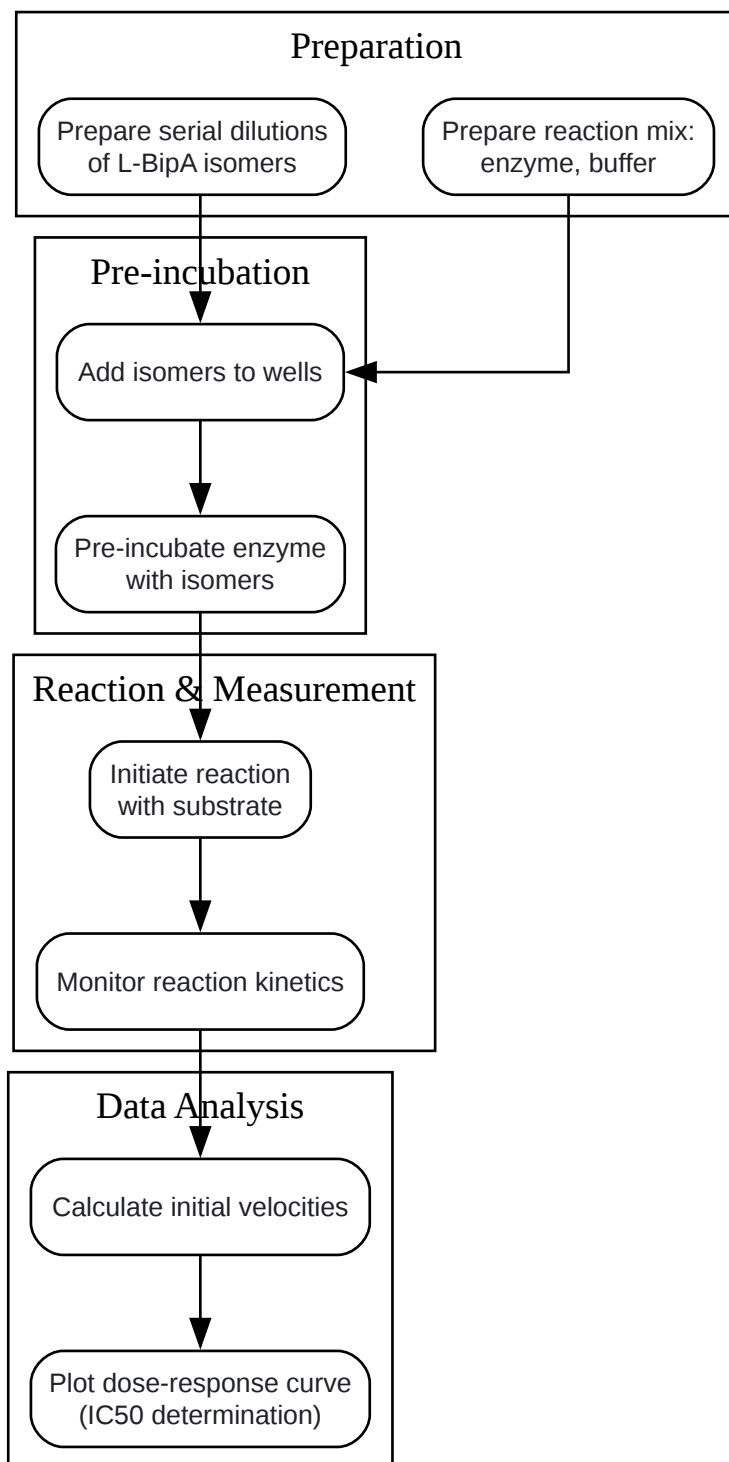 Preparation
Prepare serial dilutions
of L-BipA isomers
Prepare reaction mix:
enzyme, buffer
Pre-incubation
Add isomers to wells
Pre-incubate enzyme
with isomers
Reaction & Measurement
Initiate reaction
with substrate
Monitor reaction kinetics
Data Analysis
Calculate initial velocities
Plot dose-response curve
(IC50 determination)